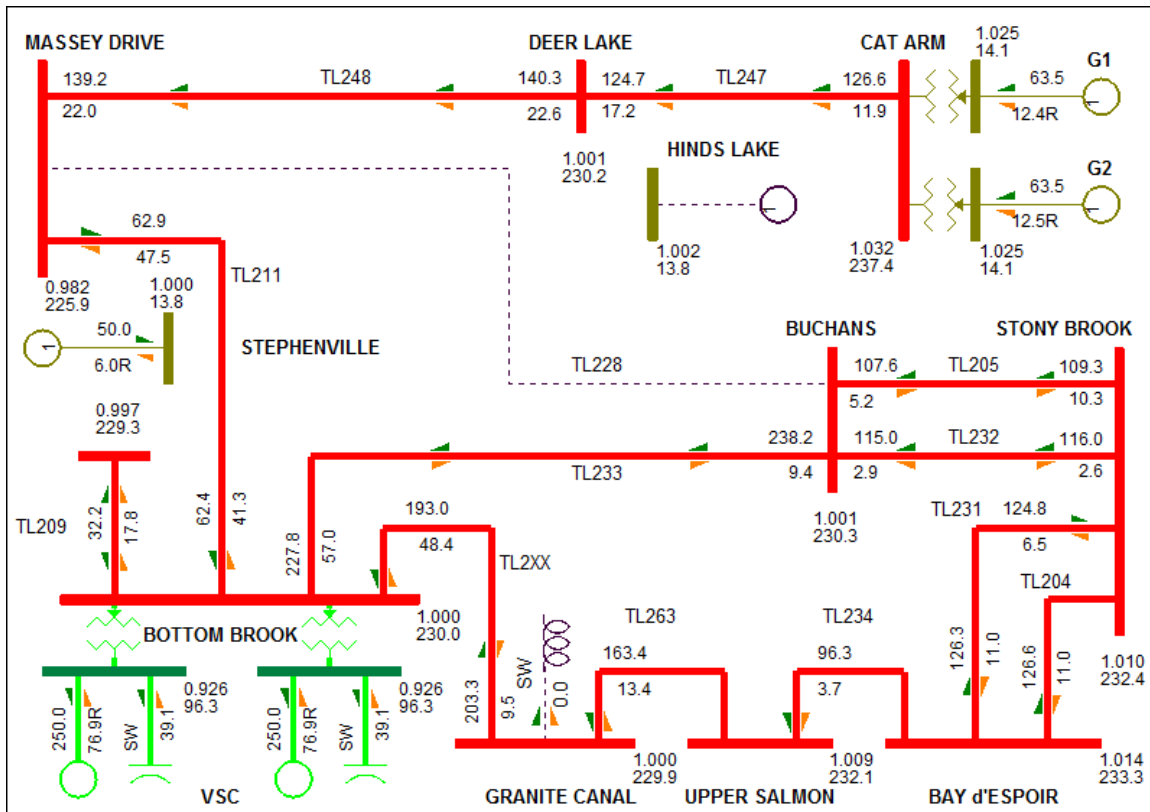 MASSEY DRIVE
DEER LAKE
CAT ARM
1.025
14.1
G1
139.2
TL248
140.3
124.7
TL247
126.6
63.5
22.0
22.6
17.2
11.9
12.4R
HINDS LAKE
1.001
230.2
G2
63.5
12.5R
1.002
13.8
1.032
237.4
1.025
14.1
62.9
47.5
TL211
0.982
225.9
1.000
13.8
50.0
1
6.0R
STEPHENVILLE
BUCHANS
STONY BROOK
TL228
107.6
TL205
109.3
5.2
10.3
0.997
229.3
238.2
115.0
TL232
116.0
TL233
9.4
2.9
2.6
TL209
32.2
17.8
62.4
41.3
227.8
57.0
193.0
48.4
TL2XX
1.001
230.3
TL231
124.8
6.5
TL204
1.000
230.0
BOTTOM BROOK
TL263
TL234
126.3
11.0
126.6
11.0
1.010
232.4
163.4
13.4
96.3
3.7
SW
0.0
203.3
9.5
0.926
96.3
0.926
96.3
250.0
76.9R
SW
39.1
250.0
76.9R
SW
39.1
1.000
229.9
1.009
232.1
1.014
233.3
VSC
GRANITE CANAL
UPPER SALMON
BAY d'ESPOIR